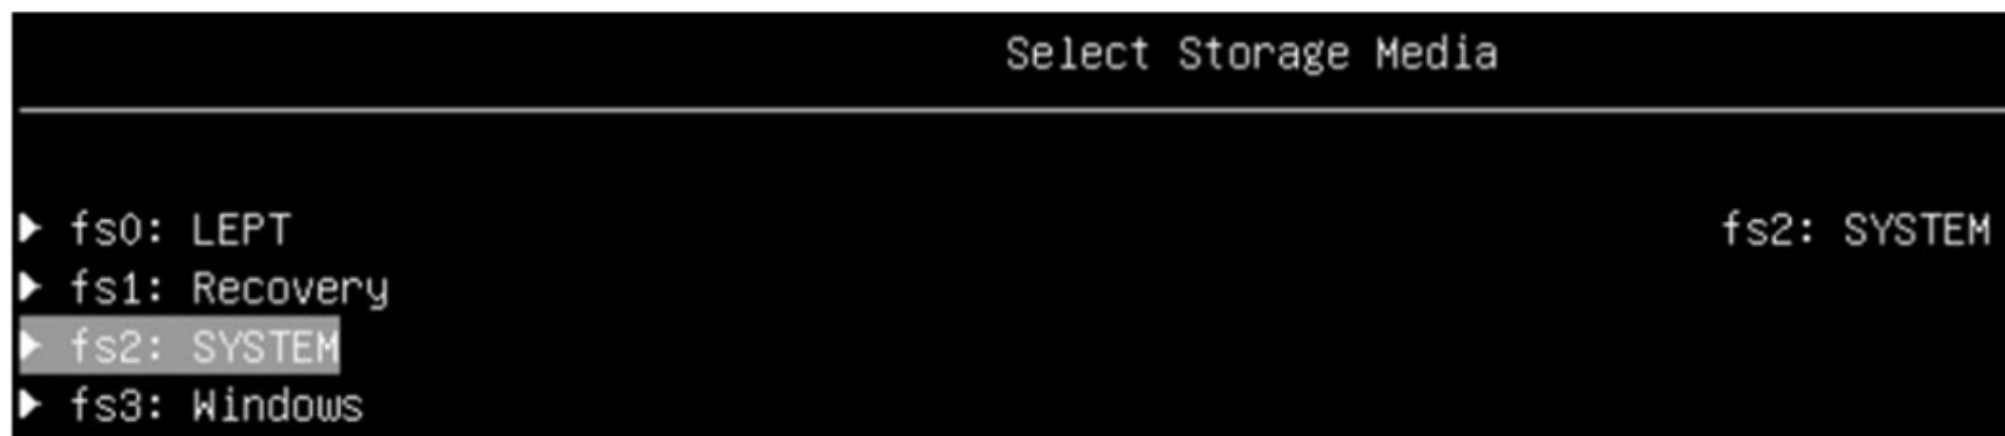 Select Storage Media
fs0: LEPT
fs2: SYSTEM
fs1: Recovery
fs2: SYSTEM
fs3: Windows